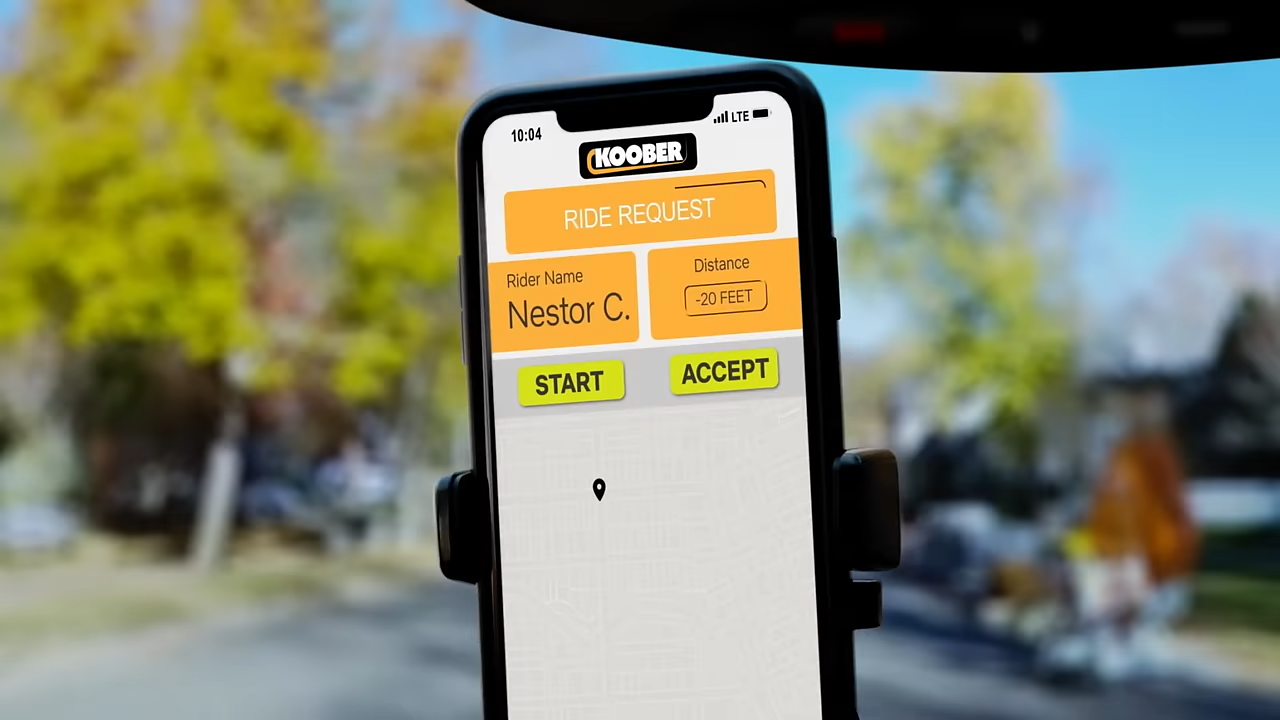 10:04
LTE
KOOBER
RIDE REQUEST
Rider Name
Distance
Nestor C.
-20 FEET
START
ACCEPT